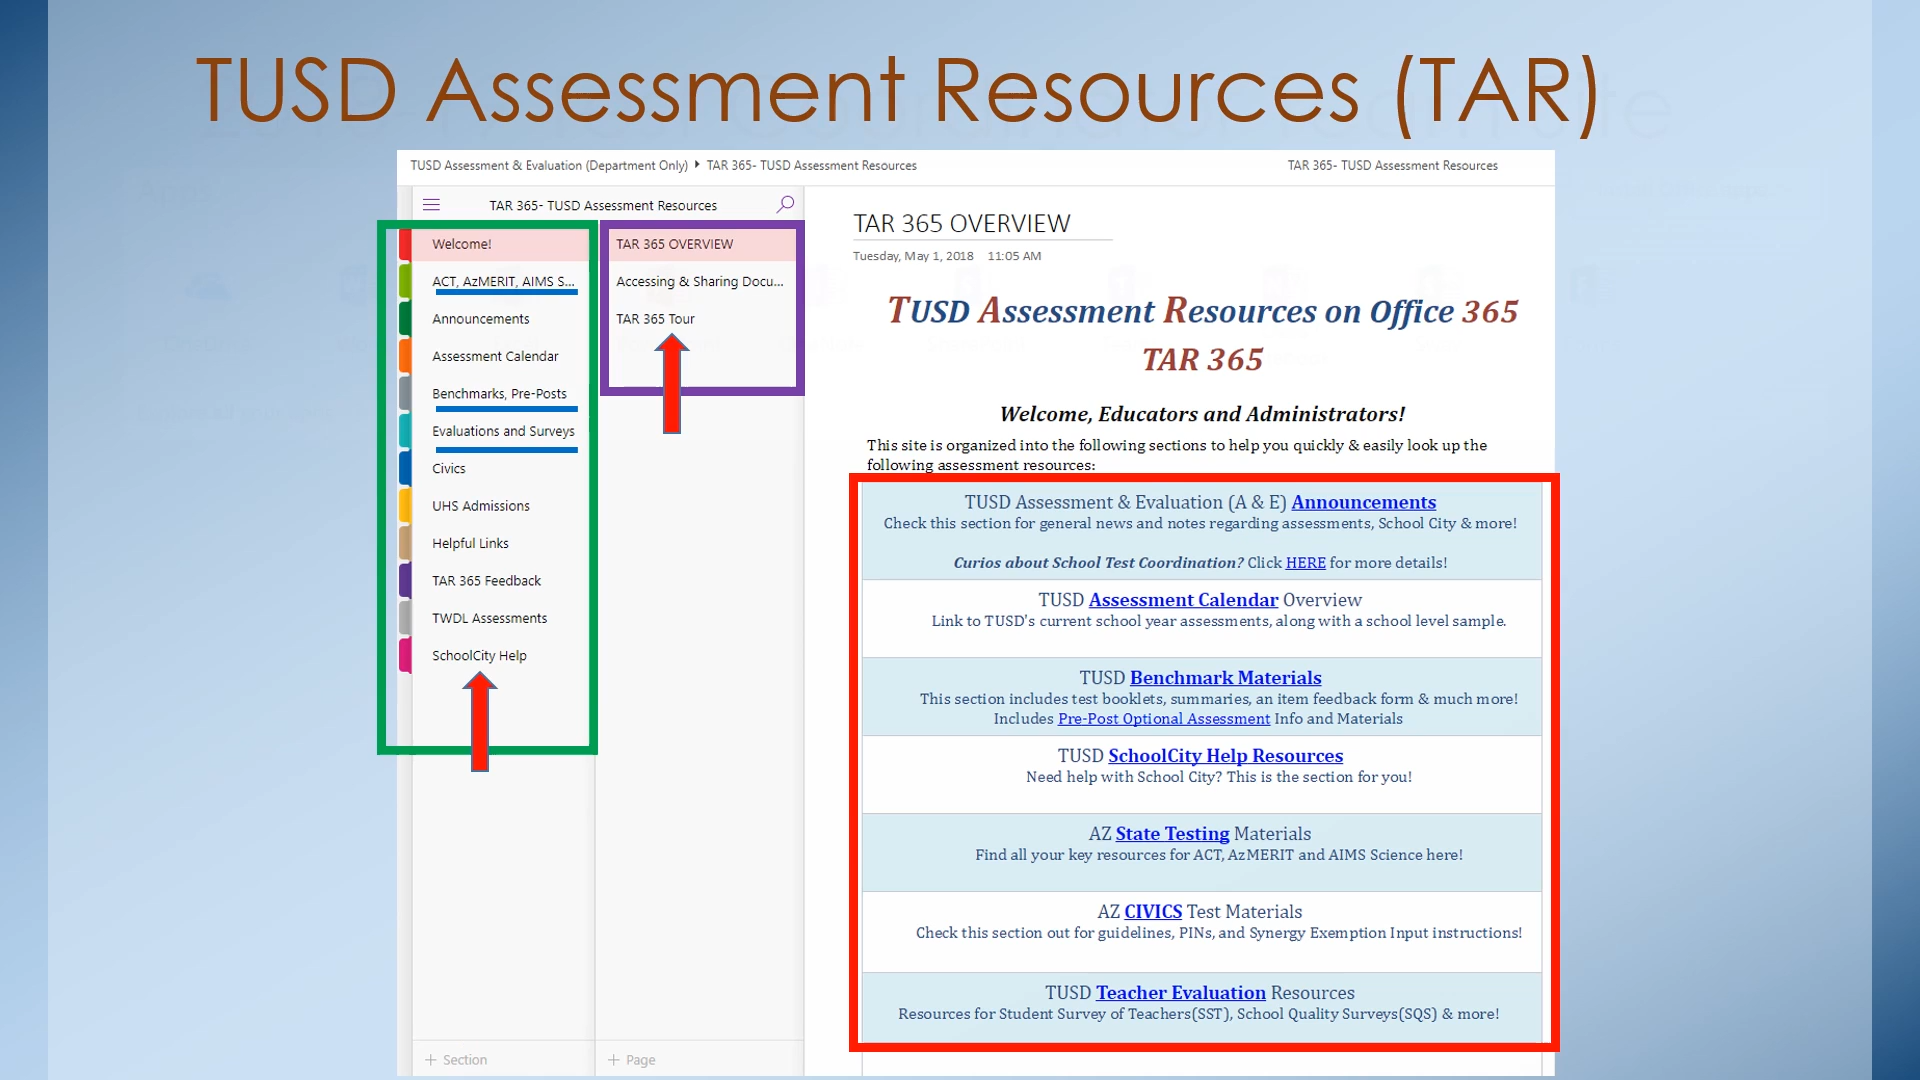 TUSD Assessment Resources (TAR)
TUSD Assessment & Evaluation (Department Only) ▸ TAR 365- TUSD Assessment Resources
TAR 365- TUSD Assessment Resources
TAR 365- TUSD Assessment Resources
Welcome!
ACT, AzMERIT, AIMS S...
Announcements
Assessment Calendar
Benchmarks, Pre-Posts
Evaluations and Surveys
Civics
UHS Admissions
Helpful Links
TAR 365 Feedback
TWDL Assessments
SchoolCity Help
+ Section
TAR 365 OVERVIEW
Accessing & Sharing Docu...
TAR 365 Tour
+ Page
TAR 365 OVERVIEW
Tuesday, May 1, 2018 11:05 AM
TUSD Assessment Resources on Office 365
TAR 365
Welcome, Educators and Administrators!
This site is organized into the following sections to help you quickly & easily look up the
following assessment resources:
TUSD Assessment & Evaluation (A & E) Announcements
Check this section for general news and notes regarding assessments, School City & more!
Curios about School Test Coordination? Click HERE for more details!
TUSD Assessment Calendar Overview
Link to TUSD's current school year assessments, along with a school level sample.
TUSD Benchmark Materials
This section includes test booklets, summaries, an item feedback form & much more!
Includes Pre-Post Optional Assessment Info and Materials
TUSD SchoolCity Help Resources
Need help with School City? This is the section for you!
AZ State Testing Materials
Find all your key resources for ACT, AzMERIT and AIMS Science here!
AZ CIVICS Test Materials
Check this section out for guidelines, PINs, and Synergy Exemption Input instructions!
TUSD Teacher Evaluation Resources
Resources for Student Survey of Teachers(SST), School Quality Surveys(SQS) & more!